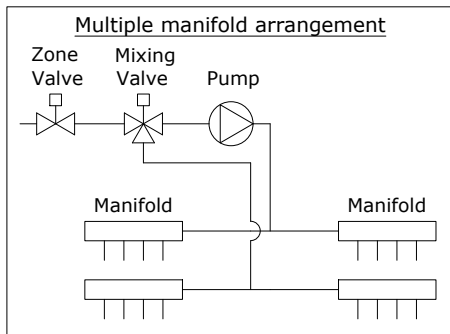 Multiple manifold arrangement
Zone
Valve
Mixing
Valve
Pump
Manifold
Manifold